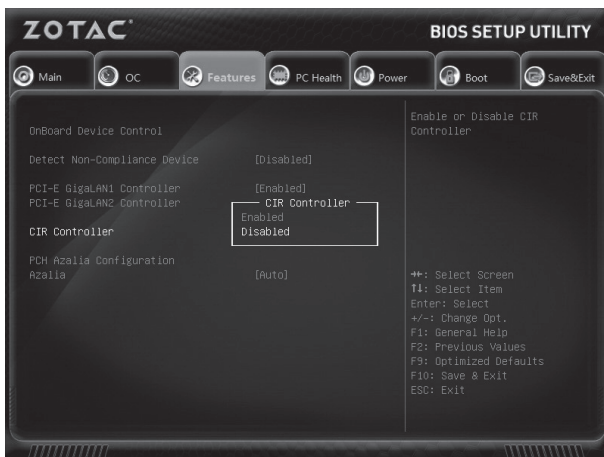 ZOTAC
BIOS SETUP UTILITY
Main
OC
Features
PC Health
Power
Boot
Save&Exit
OnBoard Device Control
Detect Non-Compliance Device [Disabled]
PCI-E GigaLAN1 Controller [Enabled]
PCI-E GigaLAN2 Controller
CIR Controller
CIR Controller
Enabled
Disabled
PCH Azalia Configuration
Azalia [Auto]
Enable or Disable CIR
Controller
→←: Select Screen
↑↓: Select Item
Enter: Select
+/-: Change Opt.
F1: General Help
F2: Previous Values
F9: Optimized Defaults
F10: Save & Exit
ESC: Exit